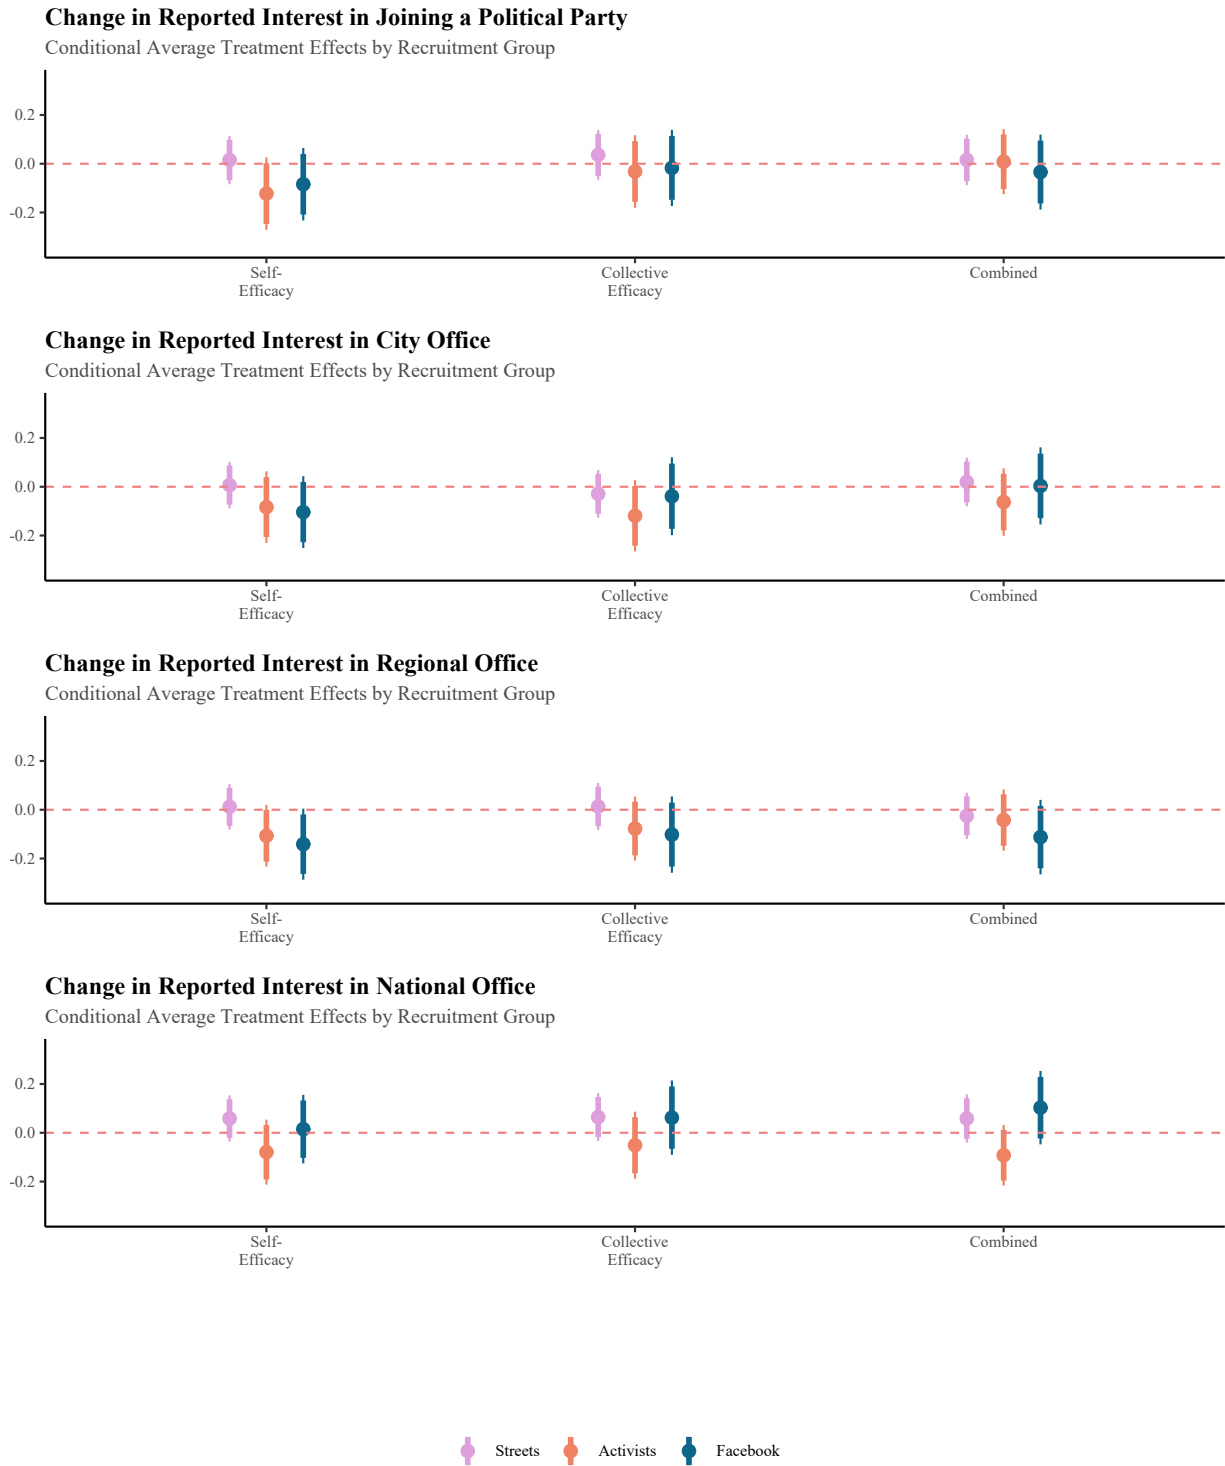 Change in Reported Interest in Joining a Political Party
Conditional Average Treatment Effects by Recruitment Group
0.2
0.0
-0.2
Self-
Efficacy
Collective
Efficacy
Combined
Change in Reported Interest in City Office
Conditional Average Treatment Effects by Recruitment Group
0.2
0.0
-0.2
Self-
Efficacy
Collective
Efficacy
Combined
Change in Reported Interest in Regional Office
Conditional Average Treatment Effects by Recruitment Group
0.2
0.0
-0.2
Self-
Efficacy
Collective
Efficacy
Combined
Change in Reported Interest in National Office
Conditional Average Treatment Effects by Recruitment Group
0.2
0.0
-0.2
Self-
Efficacy
Collective
Efficacy
Combined
Streets Activists Facebook